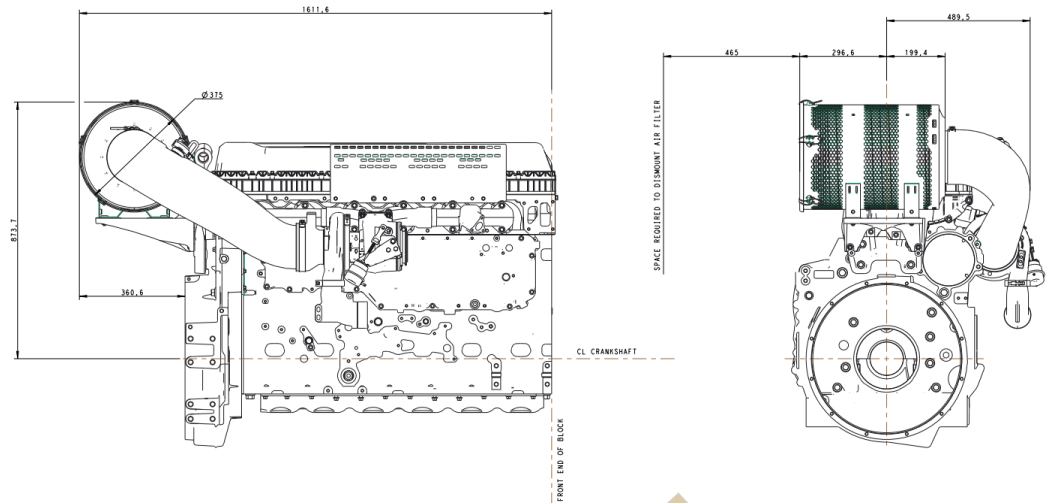 1611,6
489,5
465
296,6
199,4
Ø375
873,7
SPACE REQUIRED TO DISMOUNT AIR FILTER
360,6
CL CRANKSHAFT
FRONT END OF BLOCK